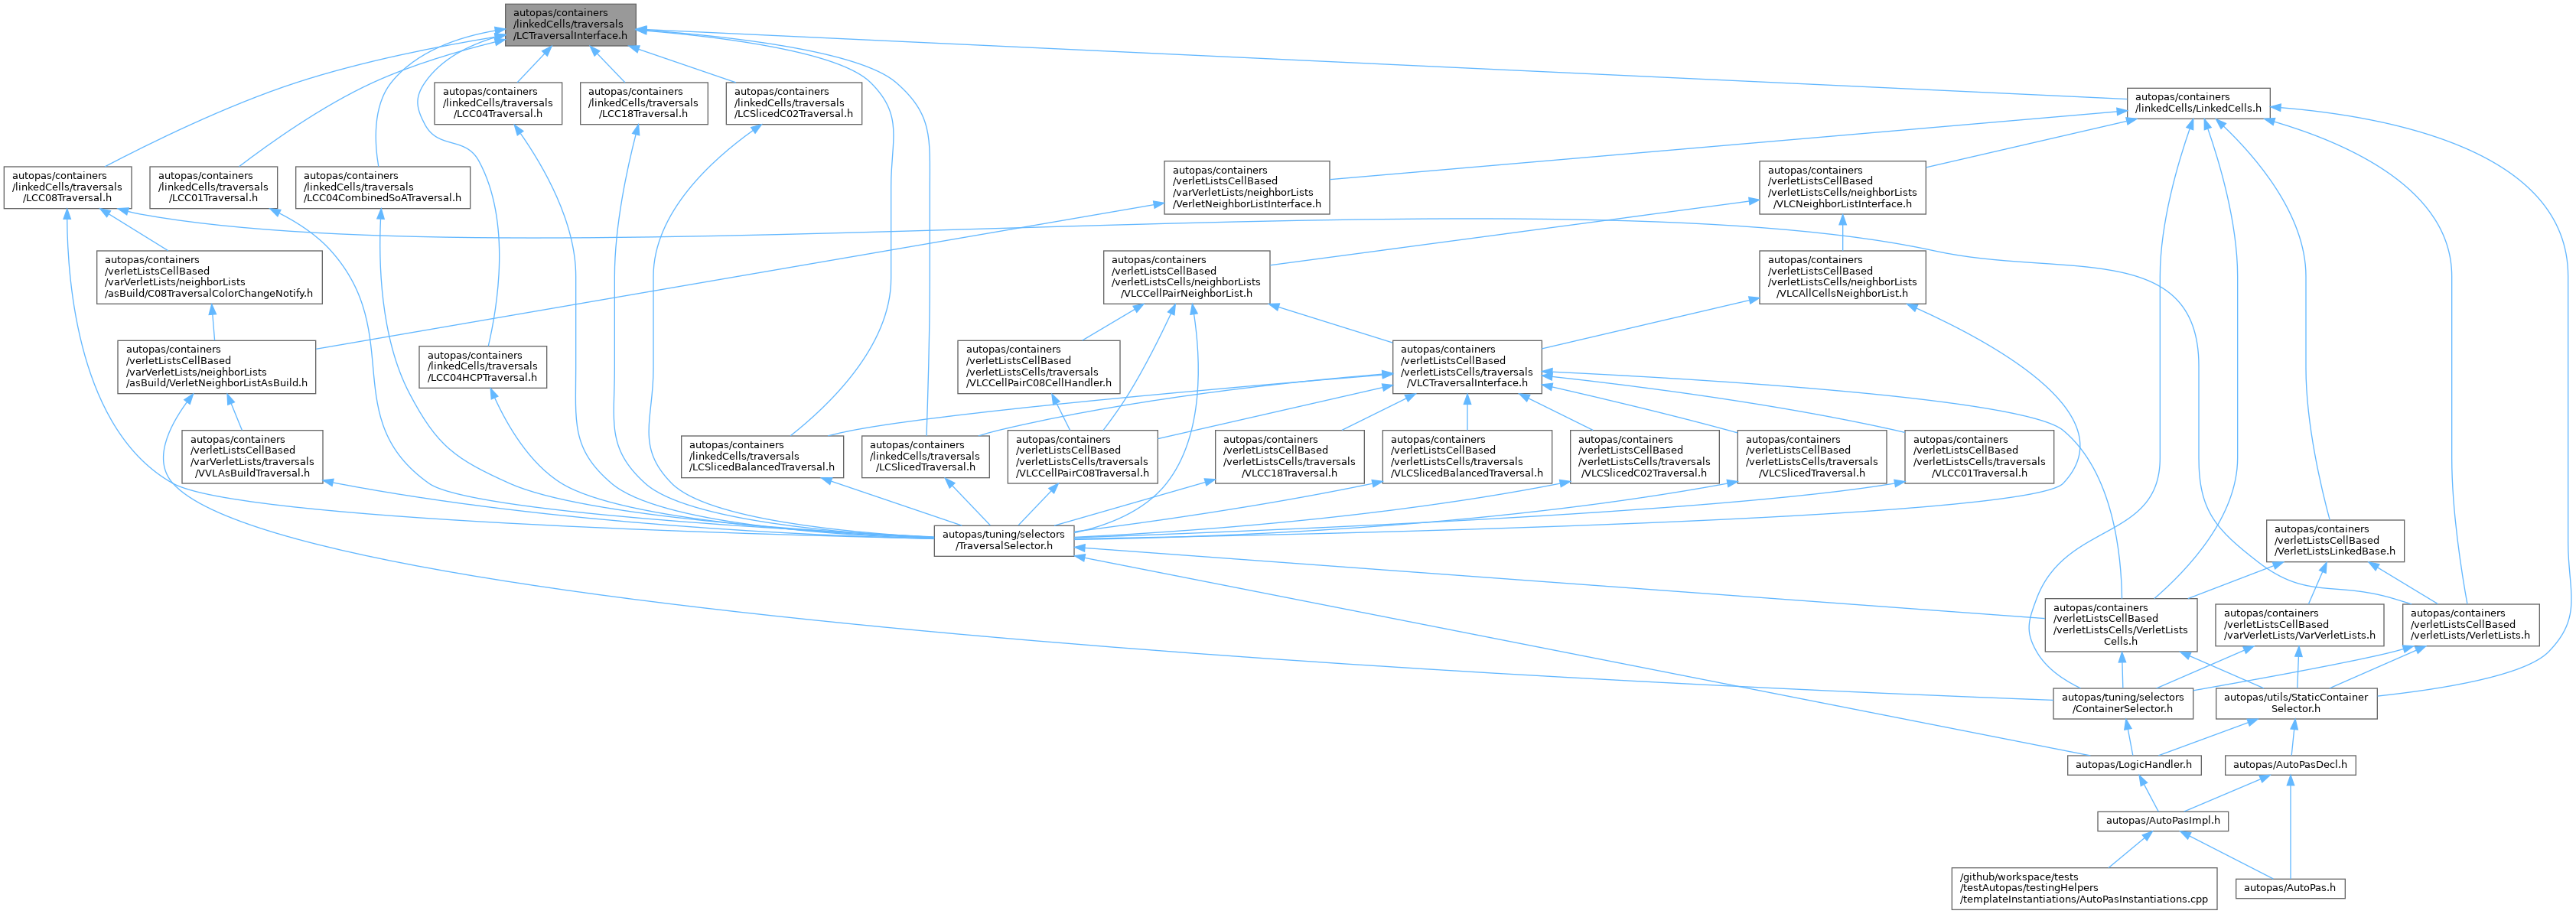 autopas/containers
/linkedCells/traversals
/LCTraversalInterface.h
autopas/containers
/linkedCells/traversals
/LCC04Traversal.h
autopas/containers
/linkedCells/traversals
/LCC18Traversal.h
autopas/containers
/linkedCells/traversals
/LCSlicedC02Traversal.h
autopas/containers
/linkedCells/LinkedCells.h
autopas/containers
/linkedCells/traversals
/LCC08Traversal.h
autopas/containers
/linkedCells/traversals
/LCC01Traversal.h
autopas/containers
/linkedCells/traversals
/LCC04CombinedSoATraversal.h
autopas/containers
/verletListsCellBased
/varVerletLists/neighborLists
/VerletNeighborListInterface.h
autopas/containers
/verletListsCellBased
/verletListsCells/neighborLists
/VLCNeighborListInterface.h
autopas/containers
/verletListsCellBased
/varVerletLists/neighborLists
/asBuild/C08TraversalColorChangeNotify.h
autopas/containers
/verletListsCellBased
/verletListsCells/neighborLists
/VLCCellPairNeighborList.h
autopas/containers
/verletListsCellBased
/verletListsCells/neighborLists
/VLCAllCellsNeighborList.h
autopas/containers
/verletListsCellBased
/varVerletLists/neighborLists
/asBuild/VerletNeighborListAsBuild.h
autopas/containers
/linkedCells/traversals
/LCC04HCPTraversal.h
autopas/containers
/verletListsCellBased
/verletListsCells/traversals
/VLCCellPairC08CellHandler.h
autopas/containers
/verletListsCellBased
/verletListsCells/traversals
/VLCTraversalInterface.h
autopas/containers
/verletListsCellBased
/varVerletLists/traversals
/VVLAsBuildTraversal.h
autopas/containers
/linkedCells/traversals
/LCSlicedBalancedTraversal.h
autopas/containers
/linkedCells/traversals
/LCSlicedTraversal.h
autopas/containers
/verletListsCellBased
/verletListsCells/traversals
/VLCCellPairC08Traversal.h
autopas/containers
/verletListsCellBased
/verletListsCells/traversals
/VLCC18Traversal.h
autopas/containers
/verletListsCellBased
/verletListsCells/traversals
/VLCSlicedBalancedTraversal.h
autopas/containers
/verletListsCellBased
/verletListsCells/traversals
/VLCSlicedC02Traversal.h
autopas/containers
/verletListsCellBased
/verletListsCells/traversals
/VLCSlicedTraversal.h
autopas/containers
/verletListsCellBased
/verletListsCells/traversals
/VLCC01Traversal.h
autopas/tuning/selectors
/TraversalSelector.h
autopas/containers
/verletListsCellBased
/VerletListsLinkedBase.h
autopas/containers
/verletListsCellBased
/verletListsCells/VerletLists
Cells.h
autopas/containers
/verletListsCellBased
/varVerletLists/VarVerletLists.h
autopas/containers
/verletListsCellBased
/verletLists/VerletLists.h
autopas/tuning/selectors
/ContainerSelector.h
autopas/utils/StaticContainer
Selector.h
autopas/LogicHandler.h
autopas/AutoPasDecl.h
autopas/AutoPasImpl.h
/github/workspace/tests
/testAutopas/testingHelpers
/templateInstantiations/AutoPasInstantiations.cpp
autopas/AutoPas.h